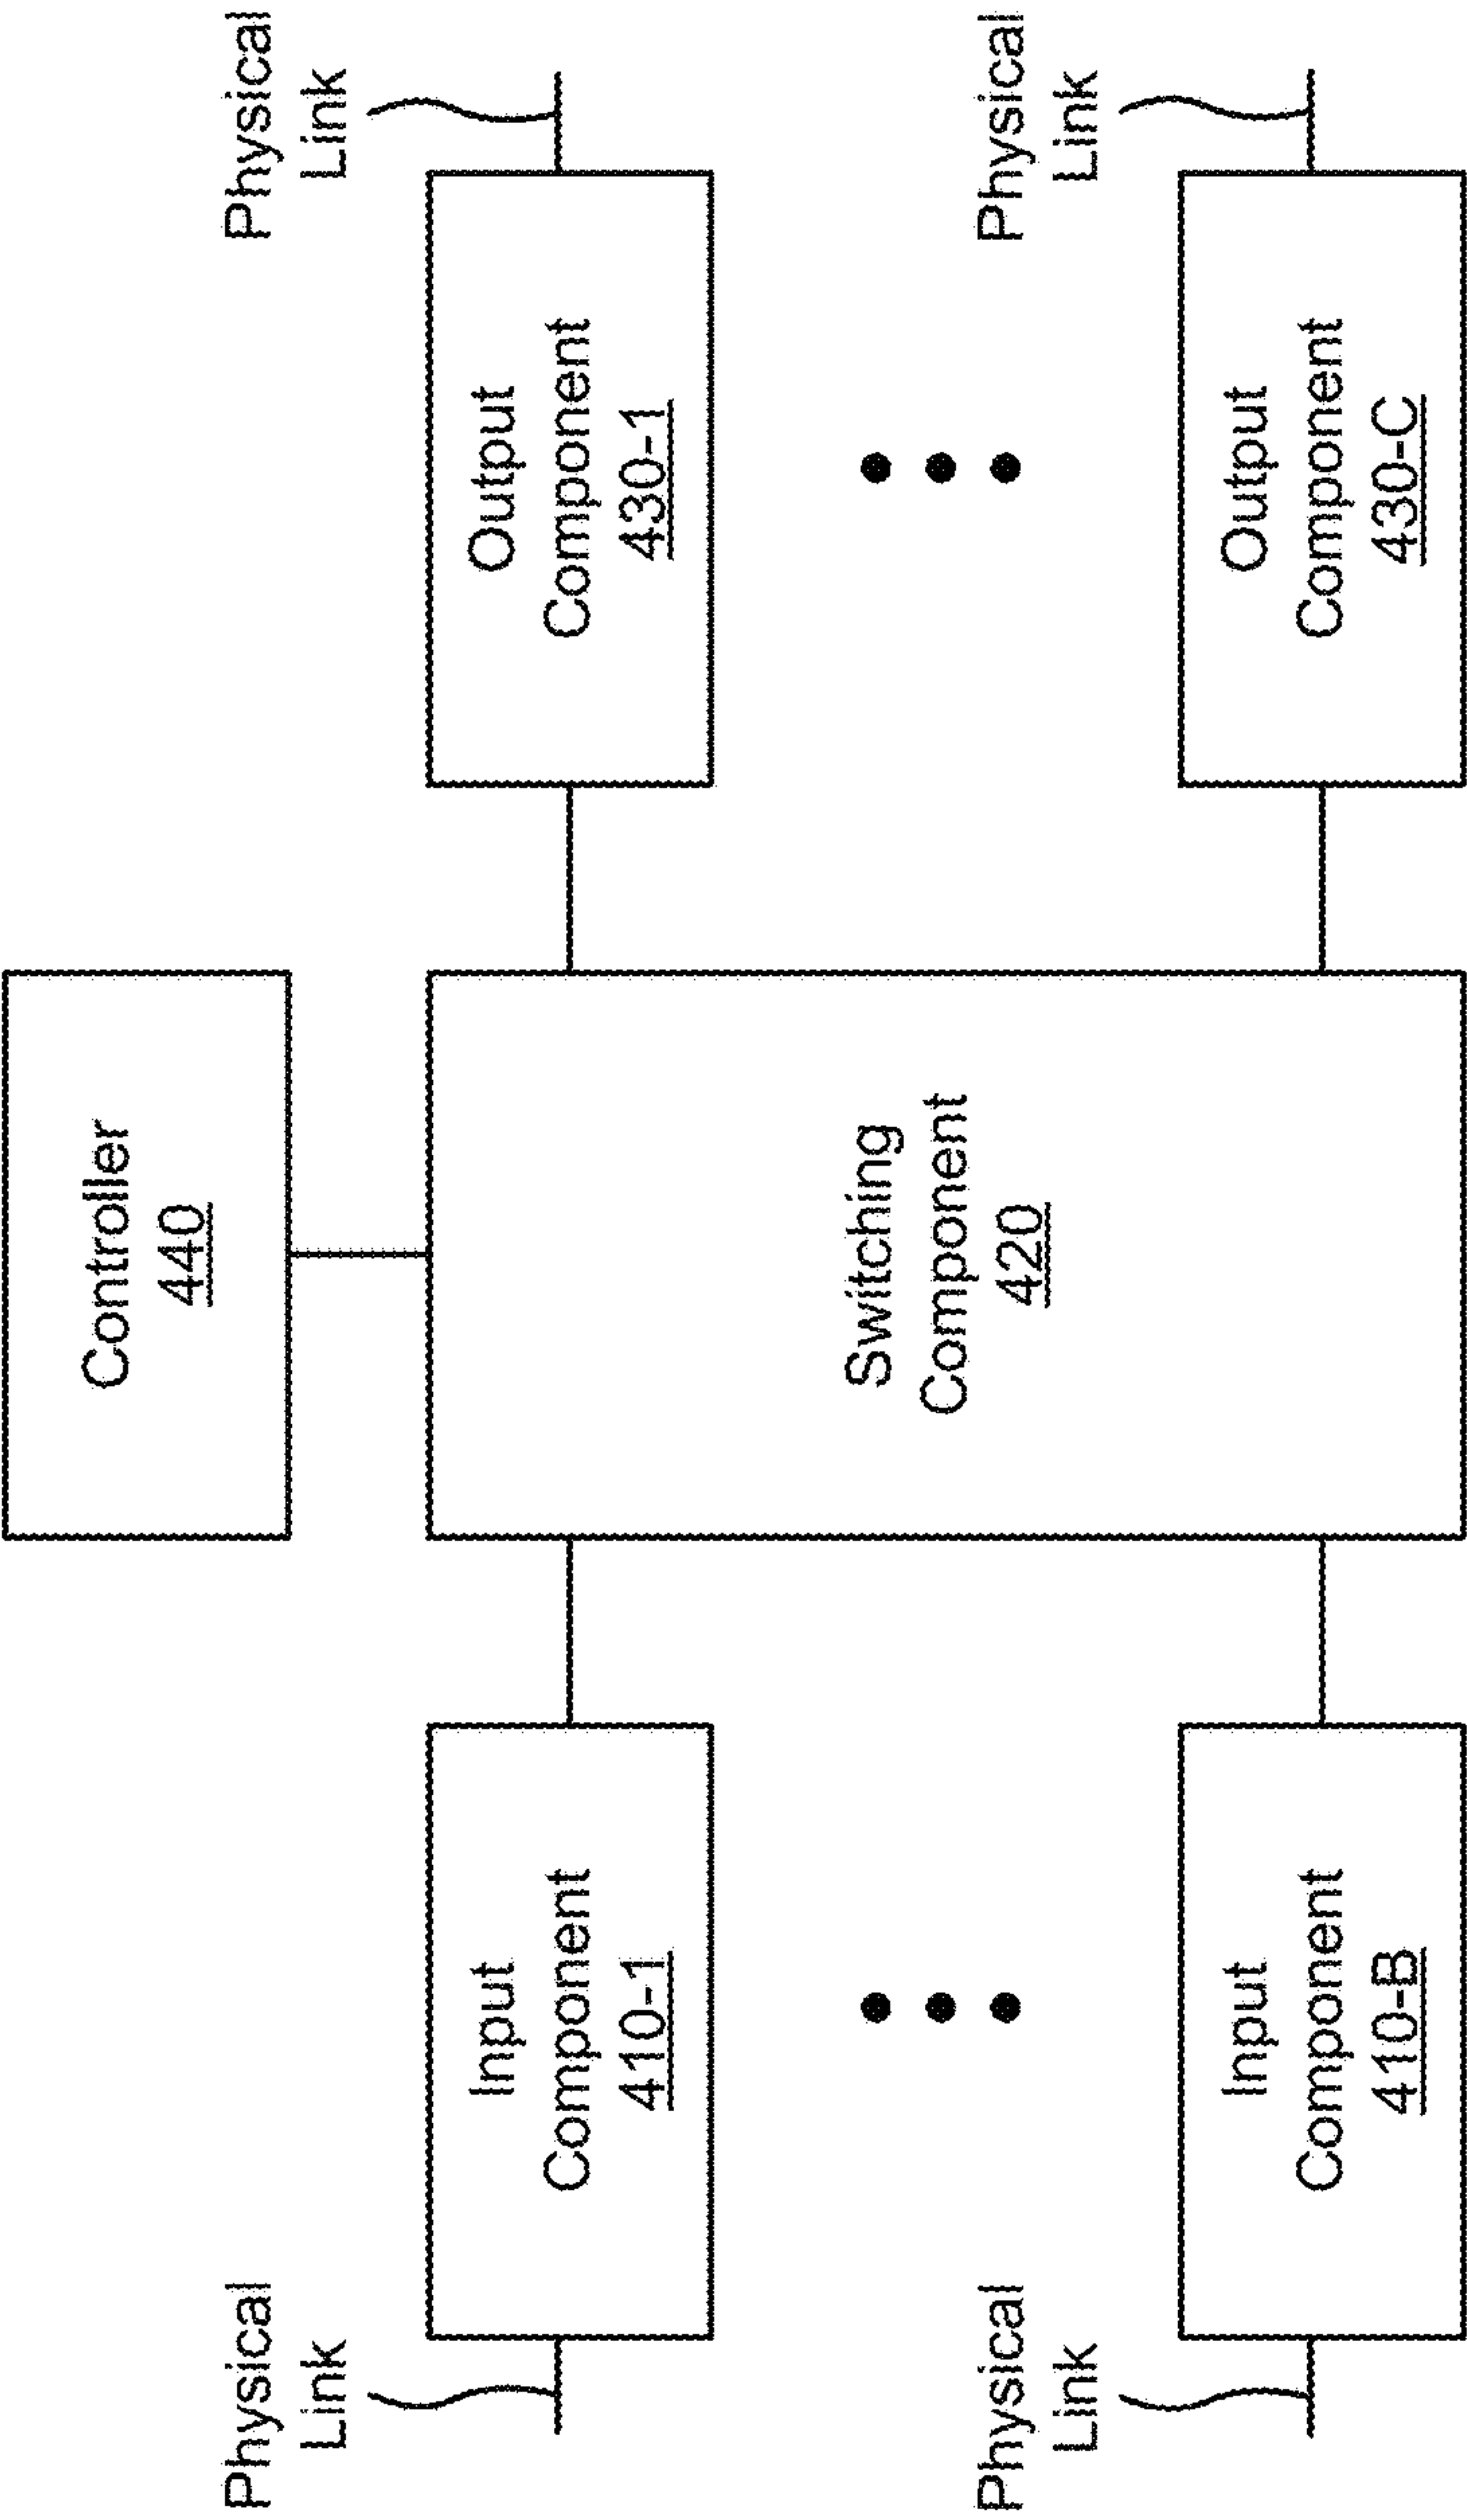 Controller
440
Physical
Link
Input
Component
410-1
Switching
Component
420
Physical
Link
Output
Component
430-1
Physical
Link
Input
Component
410-B
Physical
Link
Output
Component
430-C